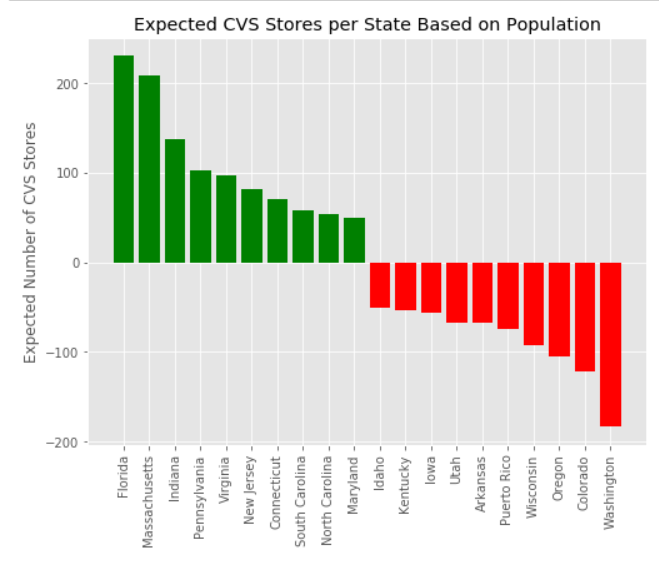 Expected CVS Stores per State Based on Population
Expected Number of CVS Stores
200
100
0
−100
−200
Florida
Massachusetts
Indiana
Pennsylvania
Virginia
New Jersey
Connecticut
South Carolina
North Carolina
Maryland
Idaho
Kentucky
Iowa
Utah
Arkansas
Puerto Rico
Wisconsin
Oregon
Colorado
Washington